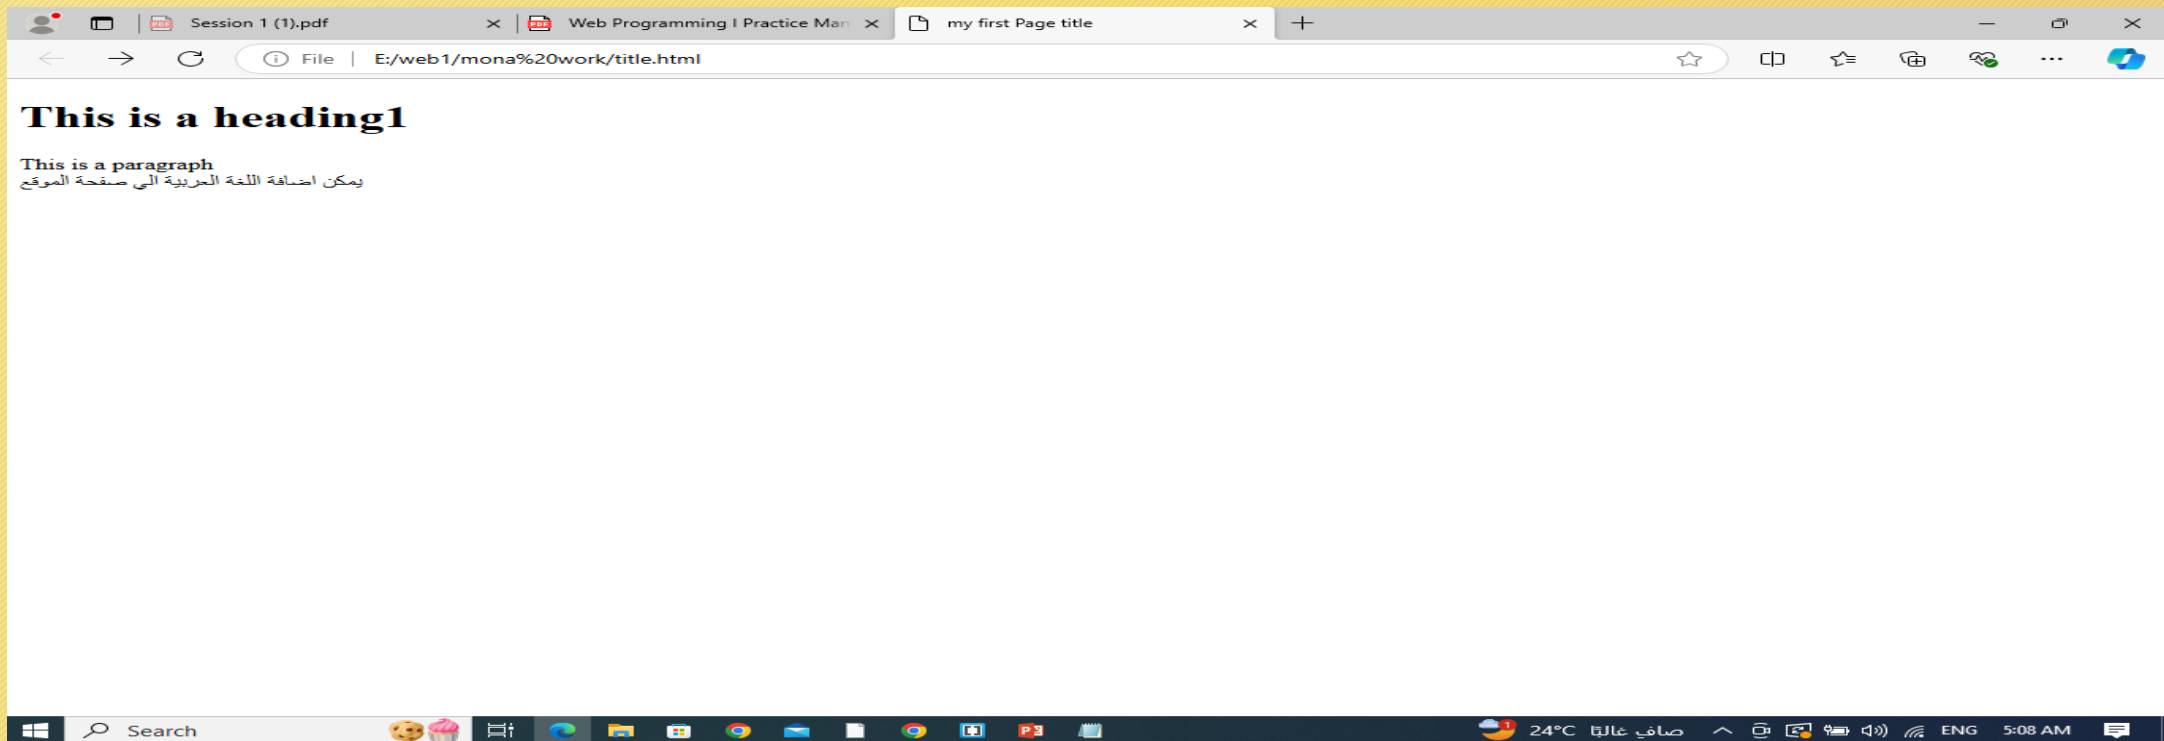 Session 1 (1).pdf
Web Programming I Practice Man
my first Page title
File
E:/web1/mona%20work/title.html
This is a heading1
This is a paragraph
يمكن اضافة اللغة العربية الي صفحة الموقع
Search
24°C صافٍ غالبًا
ENG
5:08 AM